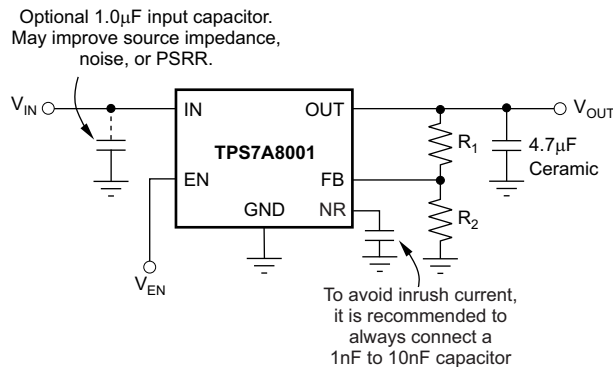 Optional 1.0μF input capacitor.
May improve source impedance,
noise, or PSRR.
V_IN
IN
OUT
V_OUT
R_1
4.7μF
Ceramic
TPS7A8001
EN
FB
GND
NR
R_2
V_EN
To avoid inrush current,
it is recommended to
always connect a
1nF to 10nF capacitor